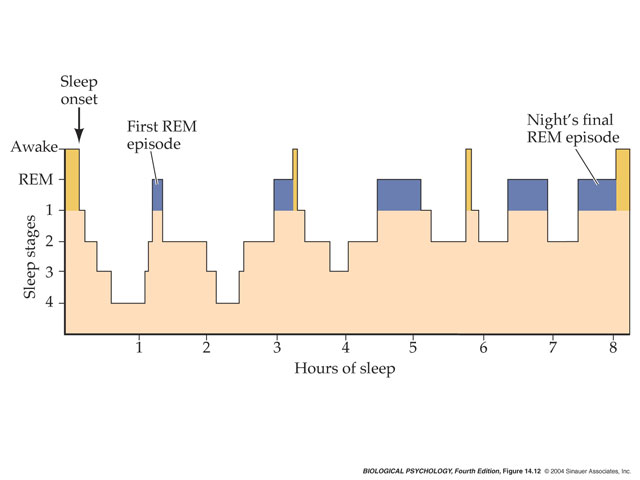 Sleep
onset
First REM
episode
Night's final
REM episode
Awake
REM
1
2
3
4
Sleep stages
1 2 3 4 5 6 7 8
Hours of sleep
BIOLOGICAL PSYCHOLOGY, Fourth Edition, Figure 14.12 © 2004 Sinauer Associates, Inc.